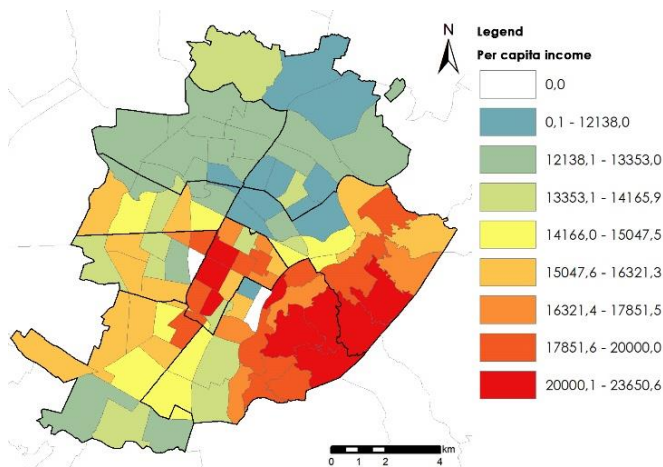 N
Legend
Per capita income
0,0
0,1 - 12138,0
12138,1 - 13353,0
13353,1 - 14165,9
14166,0 - 15047,5
15047,6 - 16321,3
16321,4 - 17851,5
17851,6 - 20000,0
20000,1 - 23650,6
km
0 1 2 4